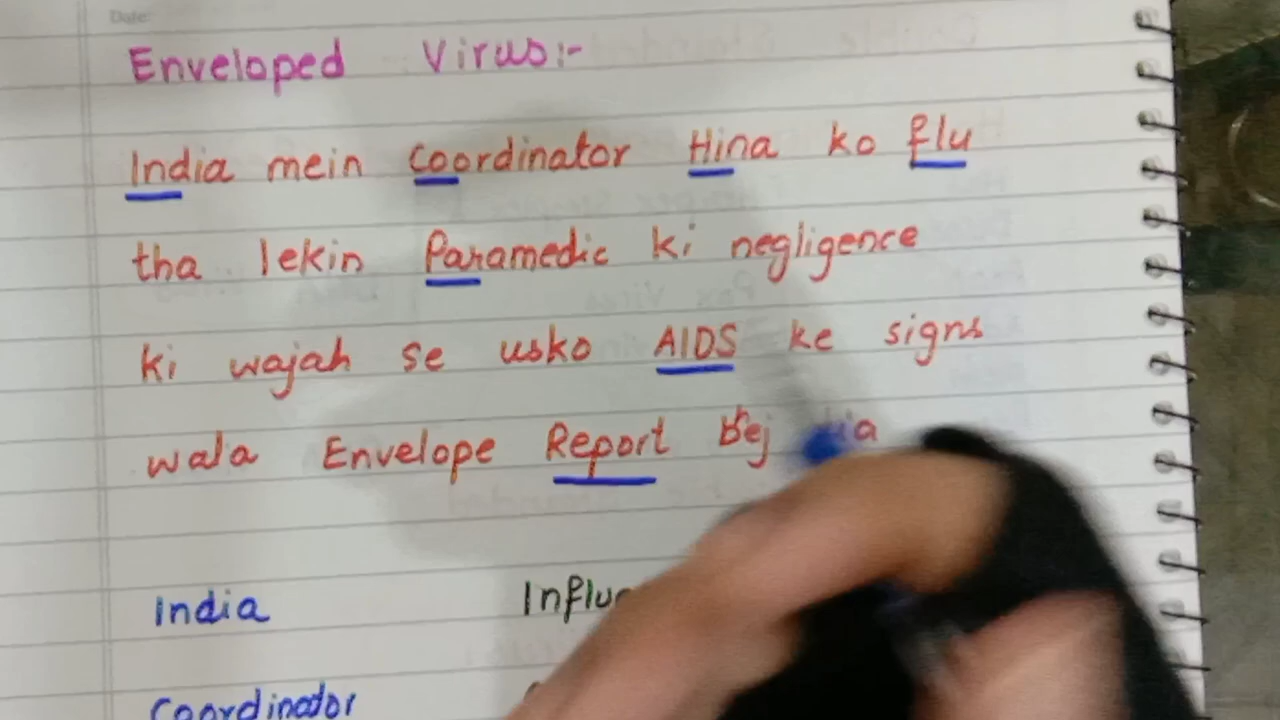 Date:
Enveloped Virus:-
India mein Coordinator Hina ko flu
tha lekin Paramedic ki negligence
ki wajah se usko AIDS ke signs
wala Envelope Report
India
Coordinator